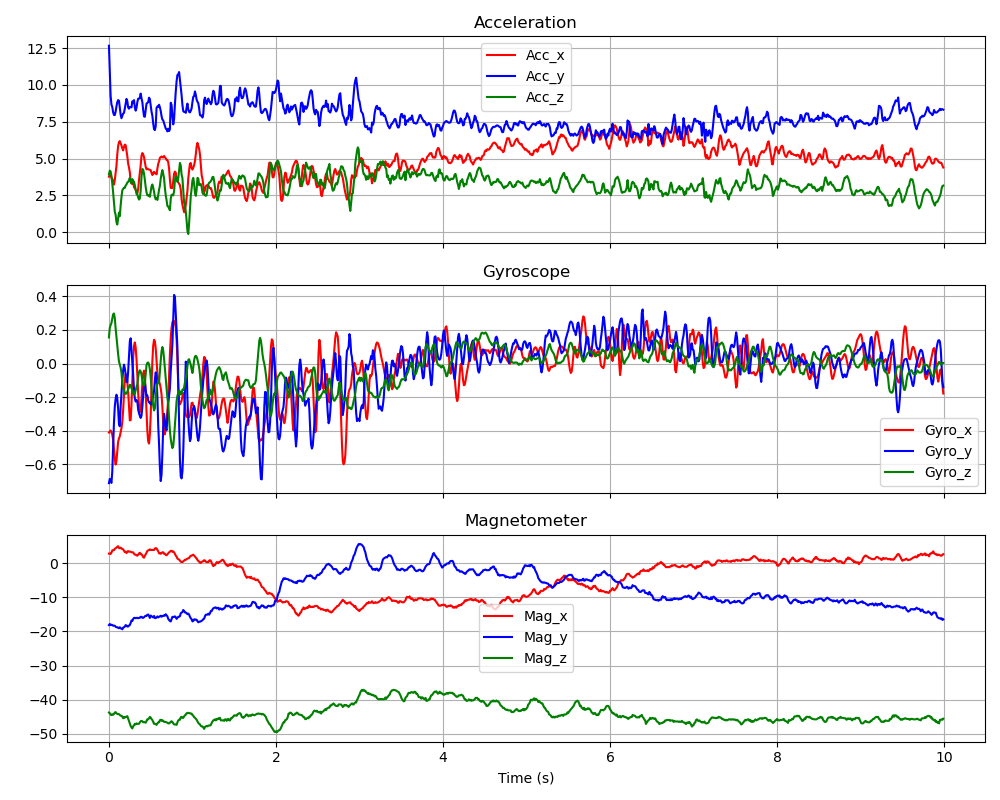 Acceleration
12.5
10.0
7.5
5.0
2.5
0.0
Acc_x
Acc_y
Acc_z
Gyroscope
0.4
0.2
0.0
−0.2
−0.4
−0.6
Gyro_x
Gyro_y
Gyro_z
Magnetometer
0
−10
−20
−30
−40
−50
Mag_x
Mag_y
Mag_z
0 2 4 6 8 10
Time (s)